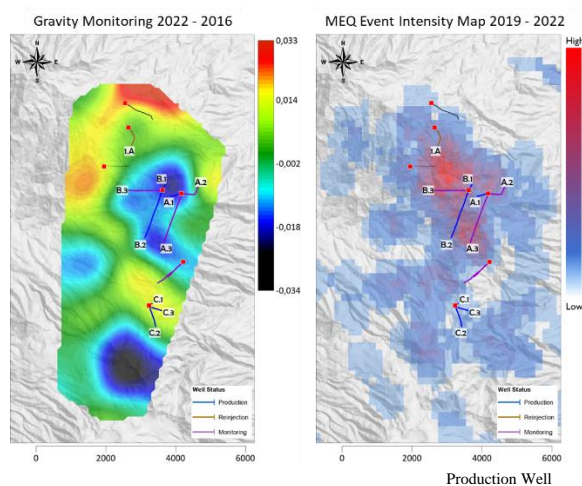 Gravity Monitoring 2022 - 2016
N
W E
S
0,033
0,014
-0,002
-0,018
-0,034
1.A
B.1
B.3
A.2
A.1
B.2
A.3
C.1
C.3
C.2
Well Status
Production
Reinjection
Monitoring
0 2000 4000 6000
MEQ Event Intensity Map 2019 - 2022
N
W E
S
High
Low
1.A
B.1
B.3
A.2
A.1
B.2
A.3
C.1
C.3
C.2
Well Status
Production
Reinjection
Monitoring
0 2000 4000 6000
Production Well